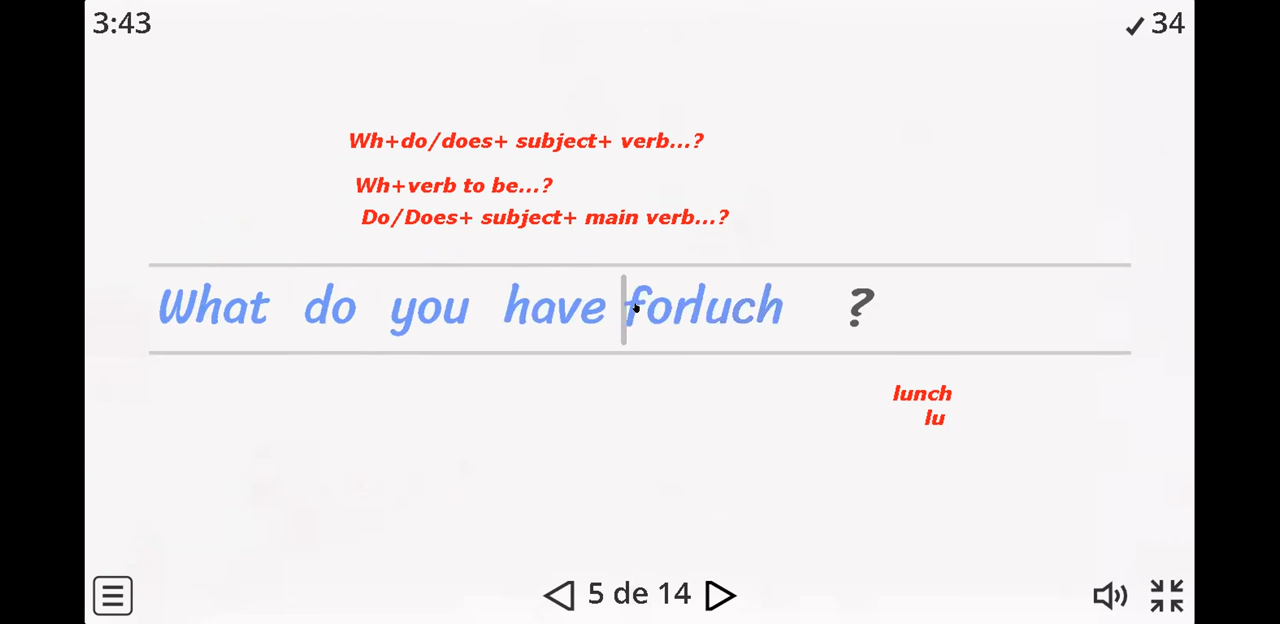 3:43
✓ 34
Wh+do/does+ subject+ verb...?
Wh+verb to be...?
Do/Does+ subject+ main verb...?
What do you have forluch ?
lunch
lu
5 de 14